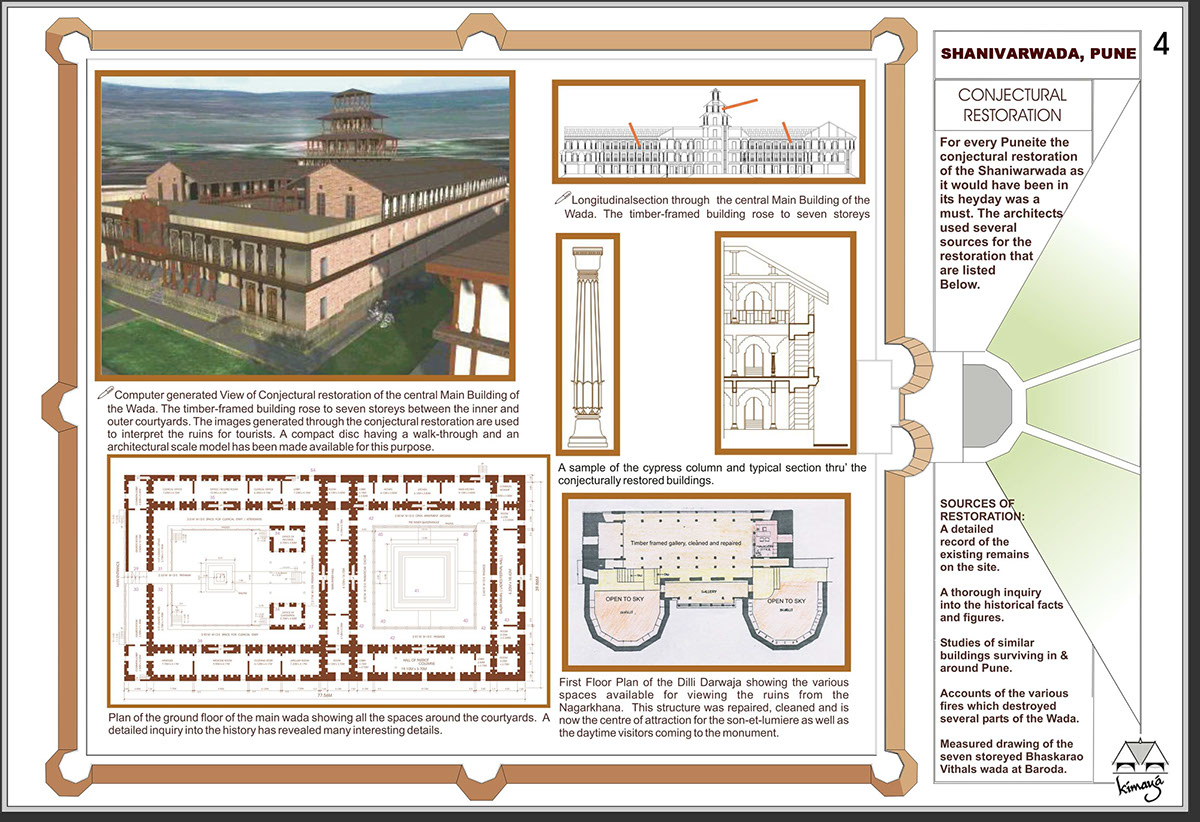 SHANIVARWADA, PUNE
4
CONJECTURAL
RESTORATION
For every Puneite the
conjectural restoration
of the Shaniwarwada as
it would have been in
its heyday was a
must. The architects
used several
sources for the
restoration that
are listed
Below.
Longitudinalsection through the central Main Building of the
Wada. The timber-framed building rose to seven storeys
Computer generated View of Conjectural restoration of the central Main Building of
the Wada. The timber-framed building rose to seven storeys between the inner and
outer courtyards. The images generated through the conjectural restoration are used
to interpret the ruins for tourists. A compact disc having a walk-through and an
architectural scale model has been made available for this purpose.
A sample of the cypress column and typical section thru' the
conjecturally restored buildings.
MAIN ENTRANCE
77.50M
Timber framed gallery, cleaned and repaired
GALLERY
OPEN TO SKY
OPEN TO SKY
Plan of the ground floor of the main wada showing all the spaces around the courtyards. A
detailed inquiry into the history has revealed many interesting details.
First Floor Plan of the Dilli Darwaja showing the various
spaces available for viewing the ruins from the
Nagarkhana. This structure was repaired, cleaned and is
now the centre of attraction for the son-et-lumiere as well as
the daytime visitors coming to the monument.
SOURCES OF
RESTORATION:
A detailed
record of the
existing remains
on the site.
A thorough inquiry
into the historical facts
and figures.
Studies of similar
buildings surviving in &
around Pune.
Accounts of the various
fires which destroyed
several parts of the Wada.
Measured drawing of the
seven storeyed Bhaskarao
Vithals wada at Baroda.
kimayá